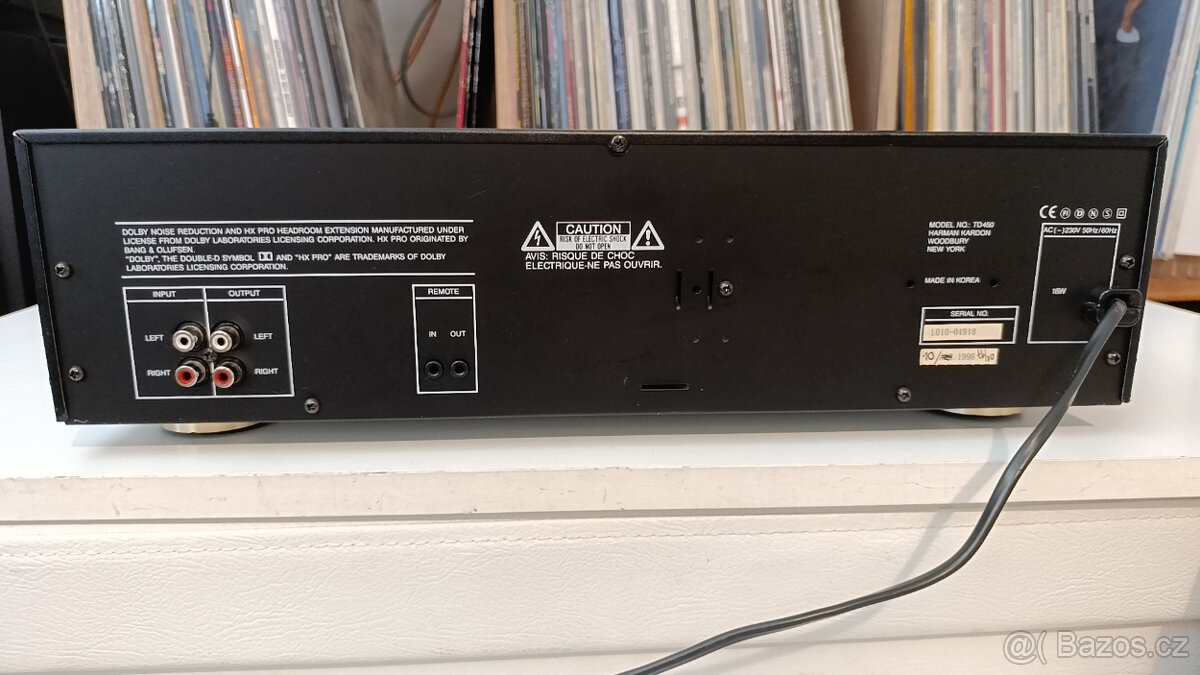 DOLBY NOISE REDUCTION AND HX PRO HEADROOM EXTENSION MANUFACTURED UNDER
LICENSE FROM DOLBY LABORATORIES LICENSING CORPORATION. HX PRO ORIGINATED BY
BANG & OLUFSEN.
"DOLBY", THE DOUBLE-D SYMBOL AND "HX PRO" ARE TRADEMARKS OF DOLBY
LABORATORIES LICENSING CORPORATION.
INPUT OUTPUT
LEFT LEFT
RIGHT RIGHT
REMOTE
IN OUT
CAUTION
RISK OF ELECTRIC SHOCK
DO NOT OPEN
AVIS: RISQUE DE CHOC
ELECTRIQUE-NE PAS OUVRIR.
MODEL NO.: TD450
HARMAN KARDON
WOODBURY
NEW YORK
MADE IN KOREA
SERIAL NO.
L010-04918
1996
CE R D N S
AC (~) 230V 50Hz/60Hz
18W
Bazos.cz